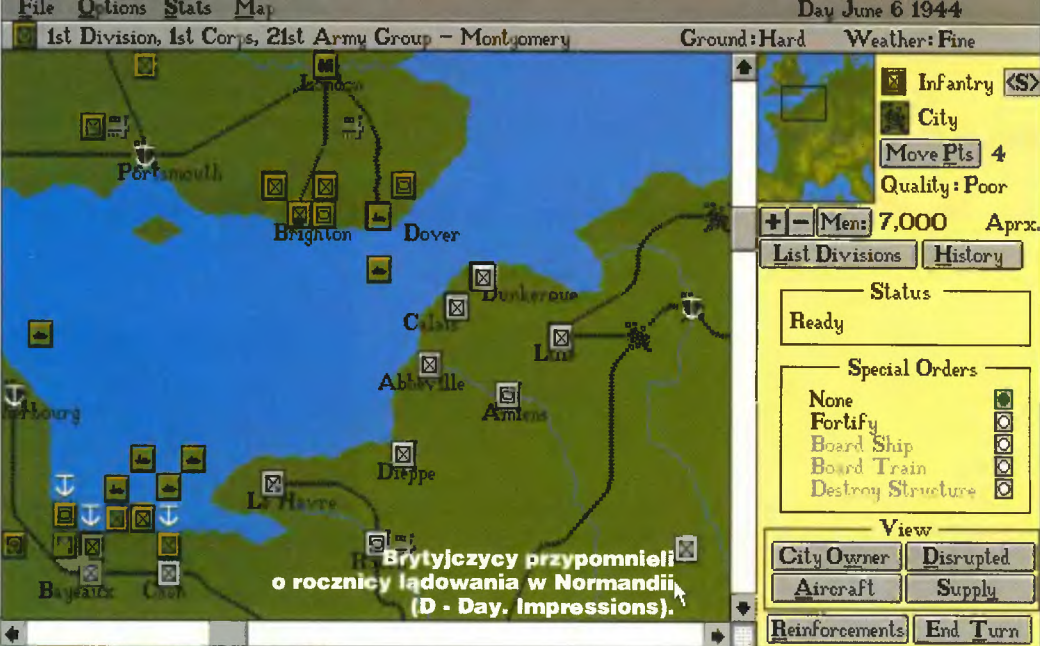 File Options Stats Map Day June 6 1944
1st Division, 1st Corps, 21st Army Group - Montgomery Ground:Hard Weather:Fine
London
Portsmouth
Brighton
Dover
Dunkerque
Calais
Abbeville
Amiens
Dieppe
Le Havre
Bayeaux
Brytyjczycy przypomnieli
o rocznicy lądowania w Normandii
(D - Day. Impressions).
Infantry <S>
City
Move Pts 4
Quality: Poor
+ - Men: 7,000 Aprx.
List Divisions History
Status
Ready
Special Orders
None
Fortify
Board Ship
Board Train
Destroy Structure
View
City Owner Disrupted
Aircraft Supply
Reinforcements End Turn